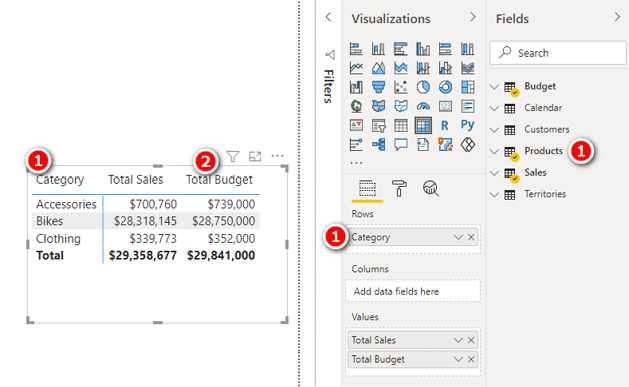 Visualizations
Fields
Search
Filters
Budget
Calendar
Customers
Products 1
Sales
Territories
R Py
...
1 2
Category Total Sales Total Budget
Accessories $700,760 $739,000
Bikes $28,318,145 $28,750,000
Clothing $339,773 $352,000
Total $29,358,677 $29,841,000
Rows
1 Category
Columns
Add data fields here
Values
Total Sales
Total Budget